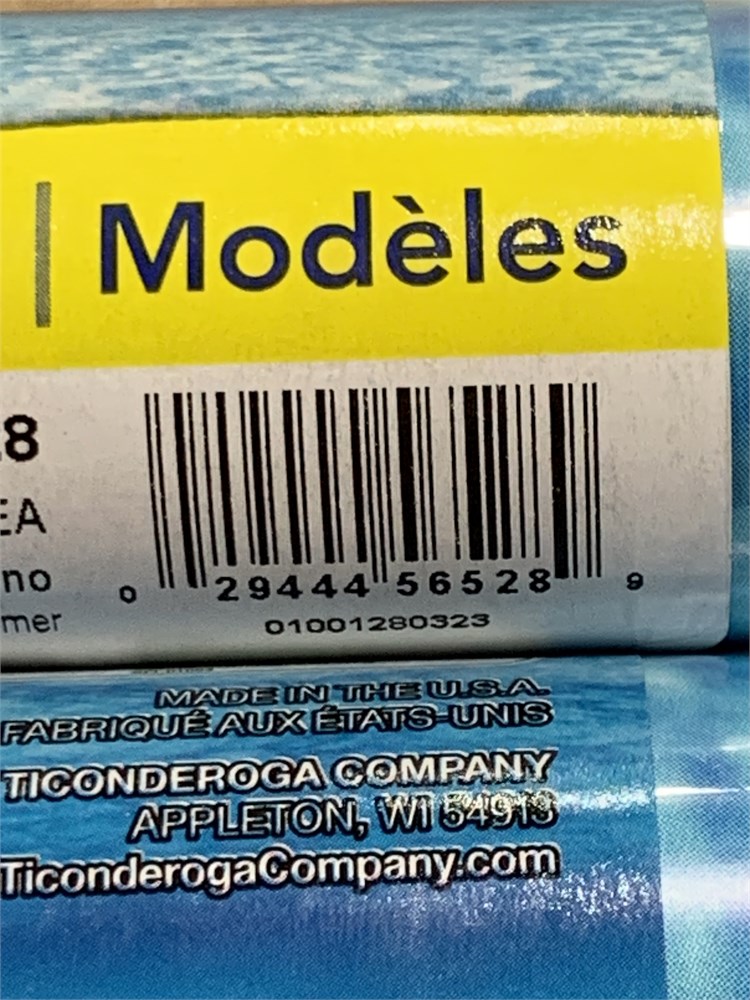 | Modèles
8
EA
no
mer
0 29444 56528 9
01001280323
MADE IN THE U.S.A.
FABRIQUÉ AUX ÉTATS-UNIS
TICONDEROGA COMPANY
APPLETON, WI 54913
TiconderogaCompany.com